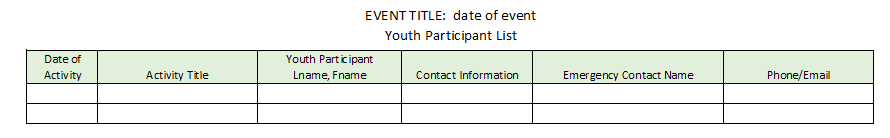 EVENT TITLE: date of event
Youth Participant List
Date of Activity
Activity Title
Youth Participant Lname, Fname
Contact Information
Emergency Contact Name
Phone/Email